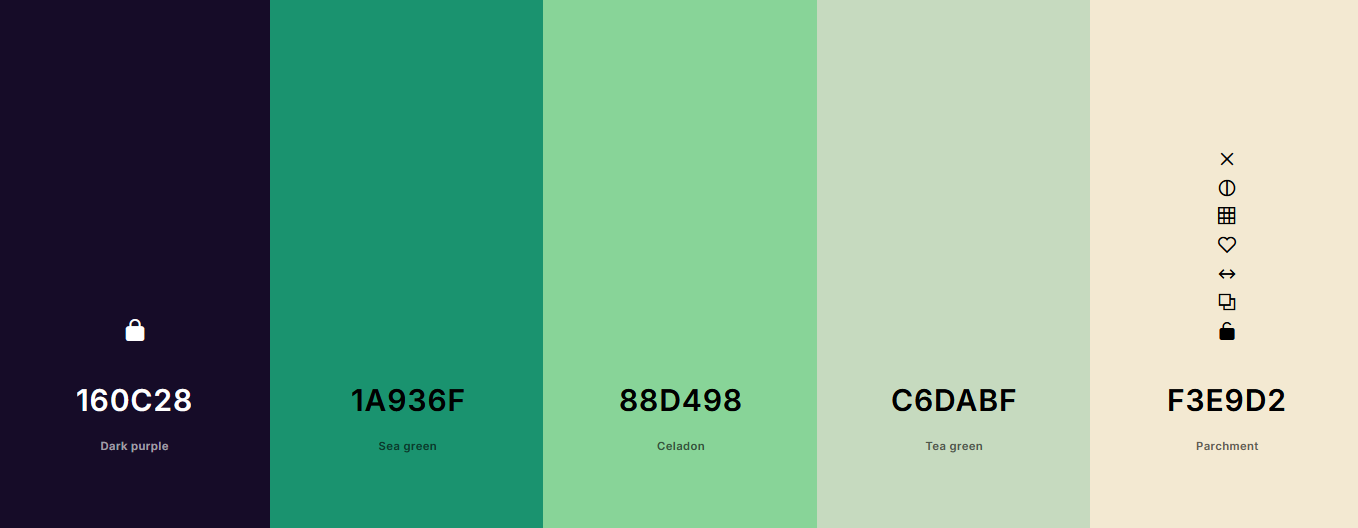 160C28
Dark purple
1A936F
Sea green
88D498
Celadon
C6DABF
Tea green
F3E9D2
Parchment